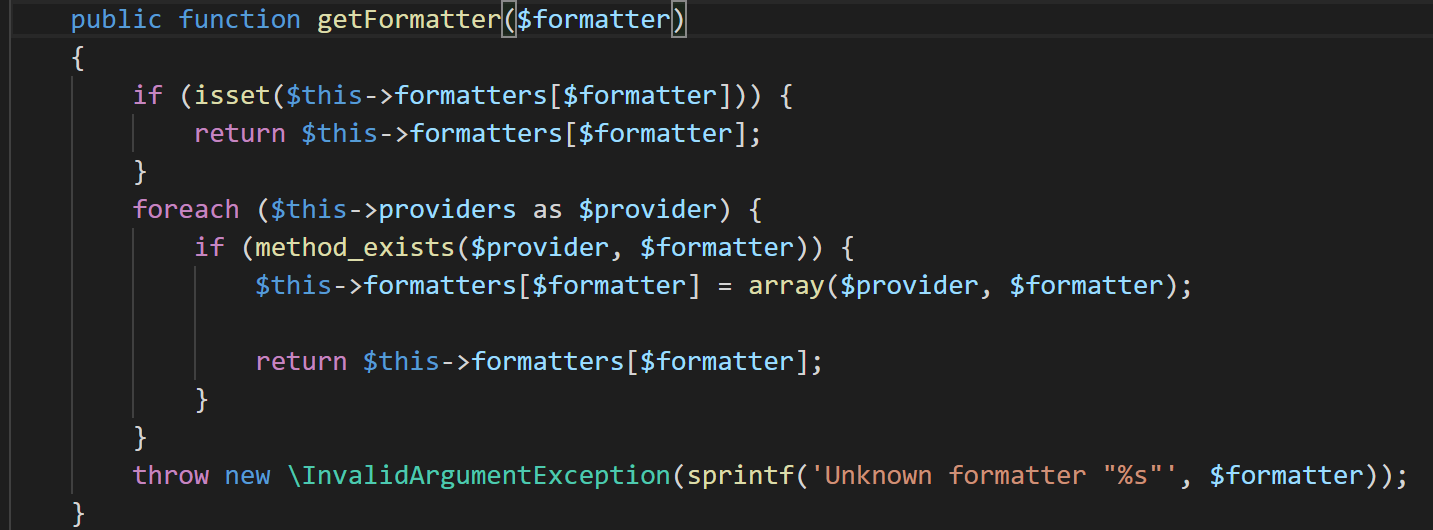 public function getFormatter($formatter)
{
if (isset($this->formatters[$formatter])) {
return $this->formatters[$formatter];
}
foreach ($this->providers as $provider) {
if (method_exists($provider, $formatter)) {
$this->formatters[$formatter] = array($provider, $formatter);
return $this->formatters[$formatter];
}
}
throw new \InvalidArgumentException(sprintf('Unknown formatter "%s"', $formatter));
}